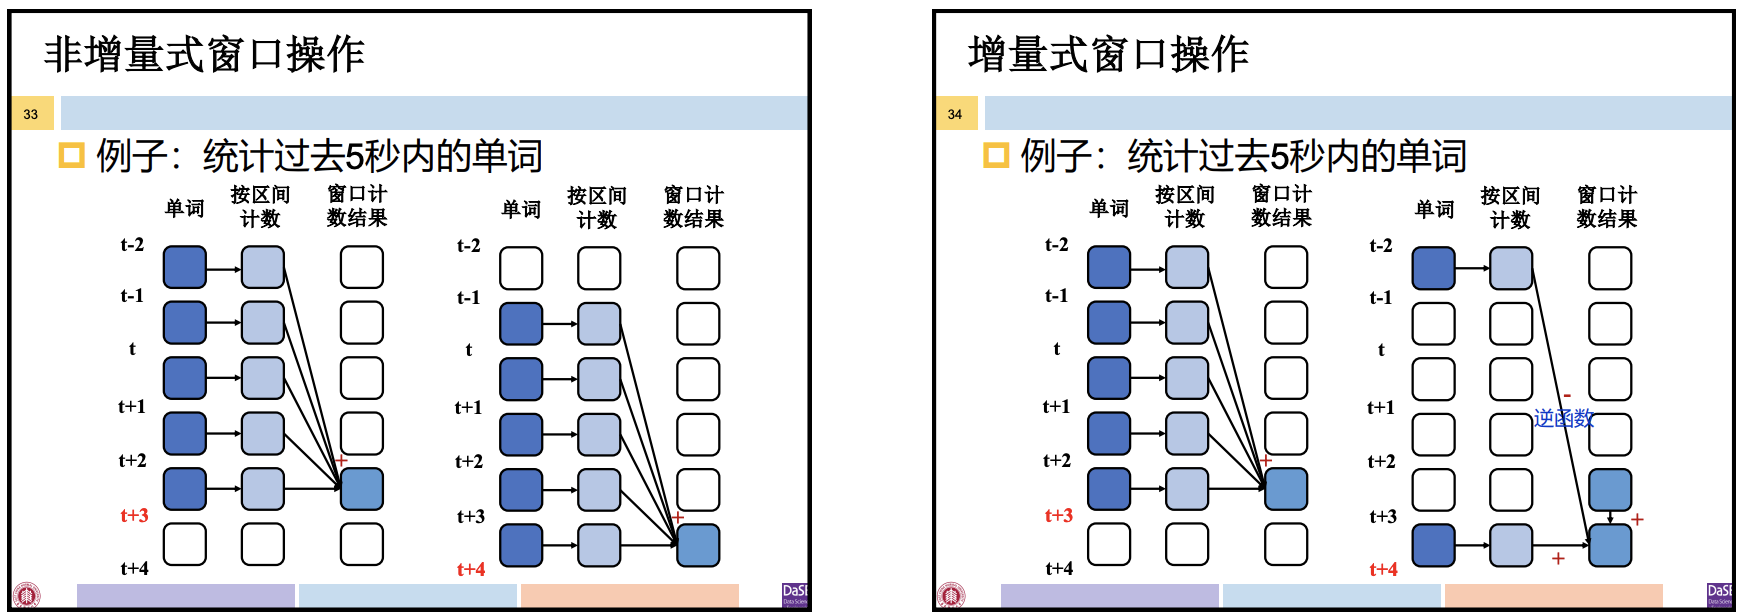 非增量式窗口操作
33
例子：统计过去5秒内的单词
单词
按区间
计数
窗口计
数结果
t-2
t-1
t
t+1
t+2
t+3
t+4
+
单词
按区间
计数
窗口计
数结果
t-2
t-1
t
t+1
t+2
t+3
t+4
+
增量式窗口操作
34
例子：统计过去5秒内的单词
单词
按区间
计数
窗口计
数结果
t-2
t-1
t
t+1
t+2
t+3
t+4
+
单词
按区间
计数
窗口计
数结果
t-2
t-1
t
t+1
t+2
t+3
t+4
-
逆函数
+
+